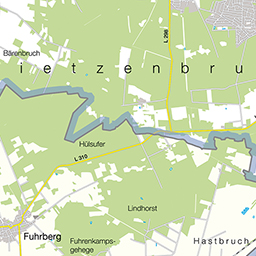 L 298
Bärenbruch
ietzenbru
Hülsufer
L 310
Lindhorst
Fuhrberg
Fuhrenkamps-
gehege
Hastbruch